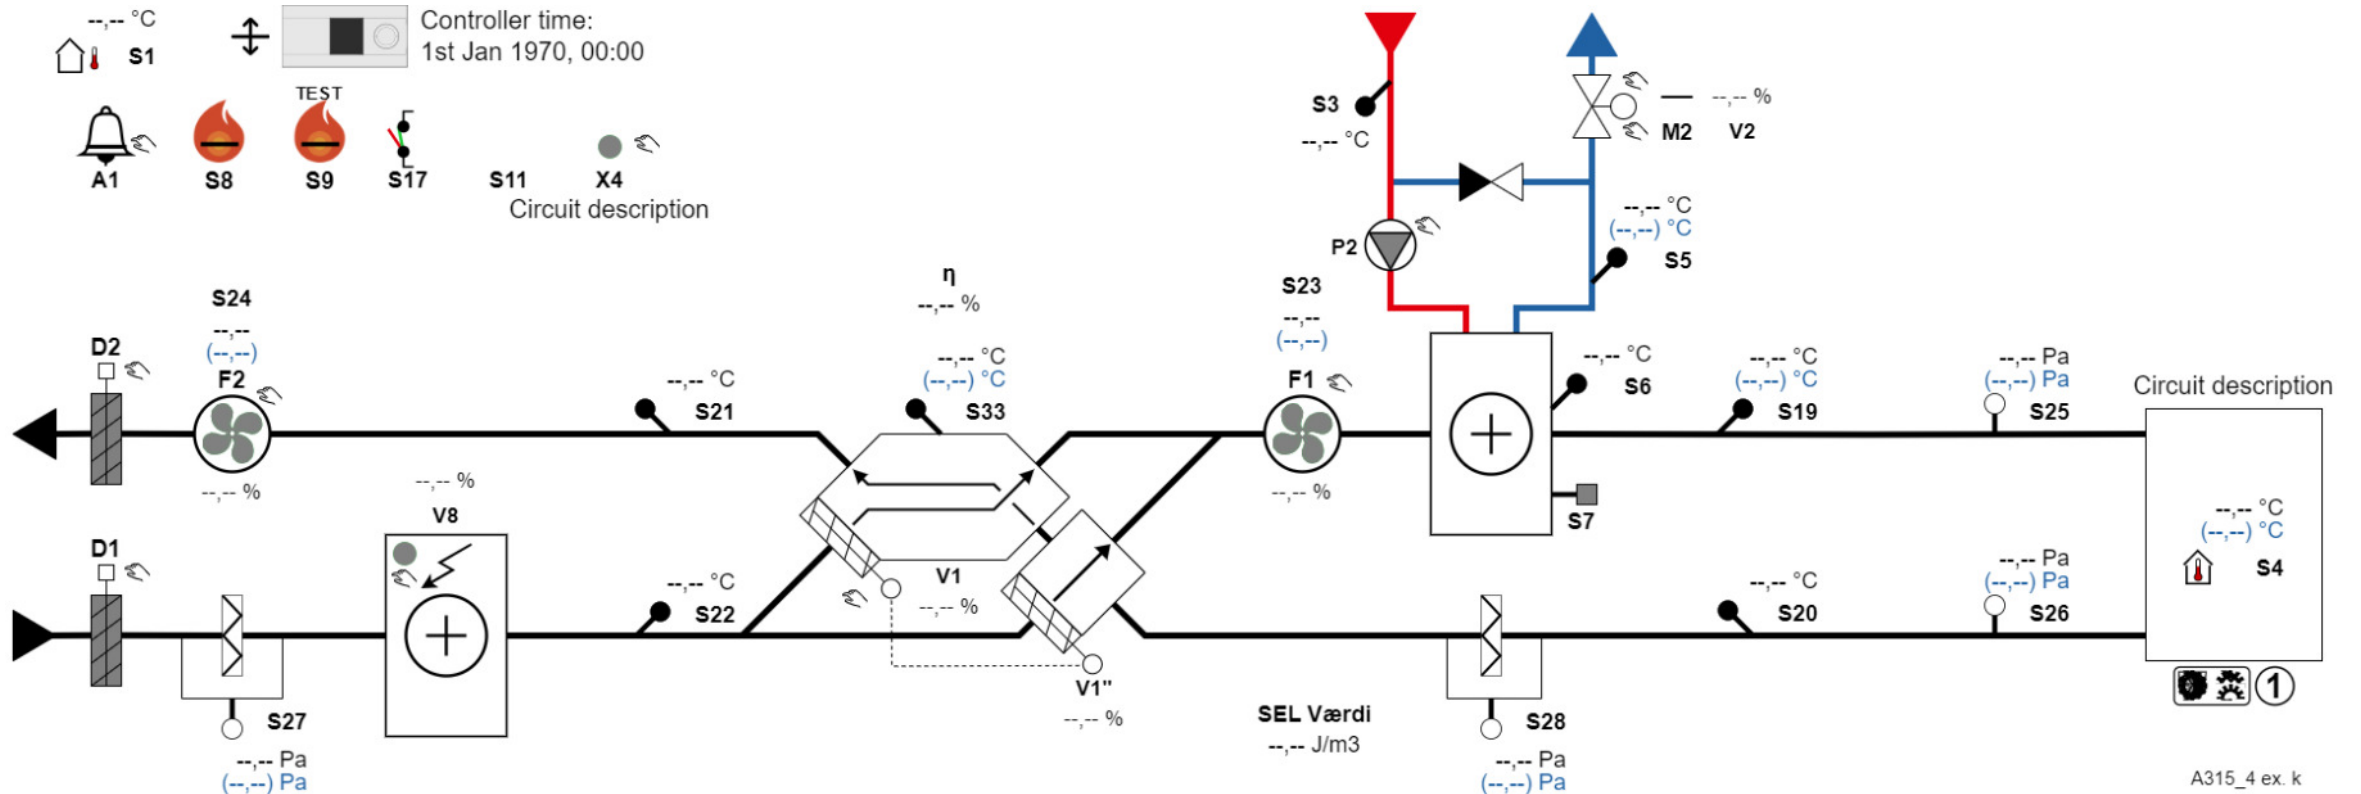 --,-- °C
S1
Controller time:
1st Jan 1970, 00:00
A1
S8
TEST
S9
S17
S11
X4
Circuit description
S3
--,-- °C
--,-- %
M2
V2
P2
--,-- °C
(--,--) °C
S5
D2
S24
--,--
(--,--)
F2
--,-- %
--,-- °C
S21
η
--,-- %
--,-- °C
(--,--) °C
S33
S23
--,--
(--,--)
F1
--,-- %
--,-- °C
S6
S7
--,-- °C
(--,--) °C
S19
--,-- Pa
(--,--) Pa
S25
Circuit description
--,-- °C
(--,--) °C
S4
D1
S27
--,-- Pa
(--,--) Pa
--,-- %
V8
--,-- °C
S22
V1
--,-- %
V1"
--,-- %
SEL Værdi
--,-- J/m3
S28
--,-- Pa
(--,--) Pa
--,-- °C
S20
--,-- Pa
(--,--) Pa
S26
1
A315_4 ex. k